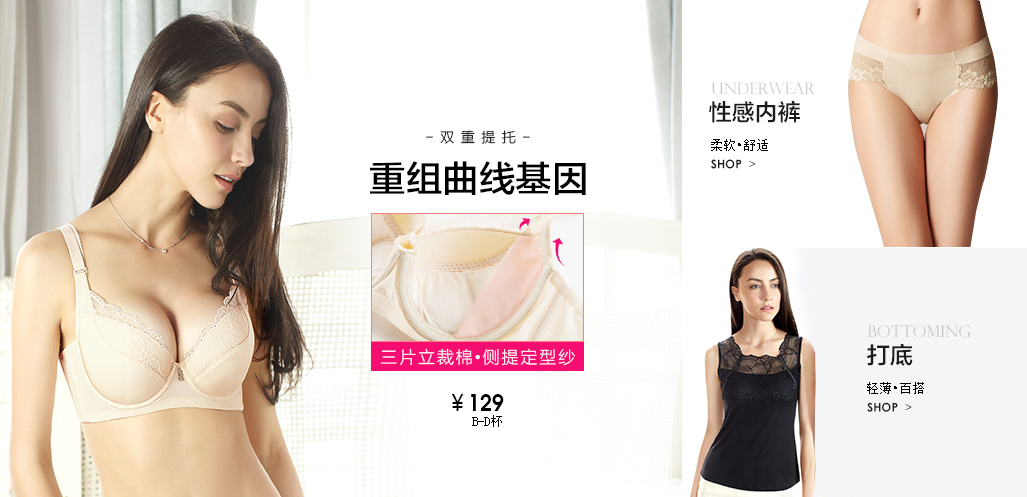 -双重提托-
重组曲线基因
三片立裁棉•侧提定型纱
¥ 129
B-D杯
UNDERWEAR
性感内裤
柔软•舒适
SHOP >
BOTTOMING
打底
轻薄•百搭
SHOP >